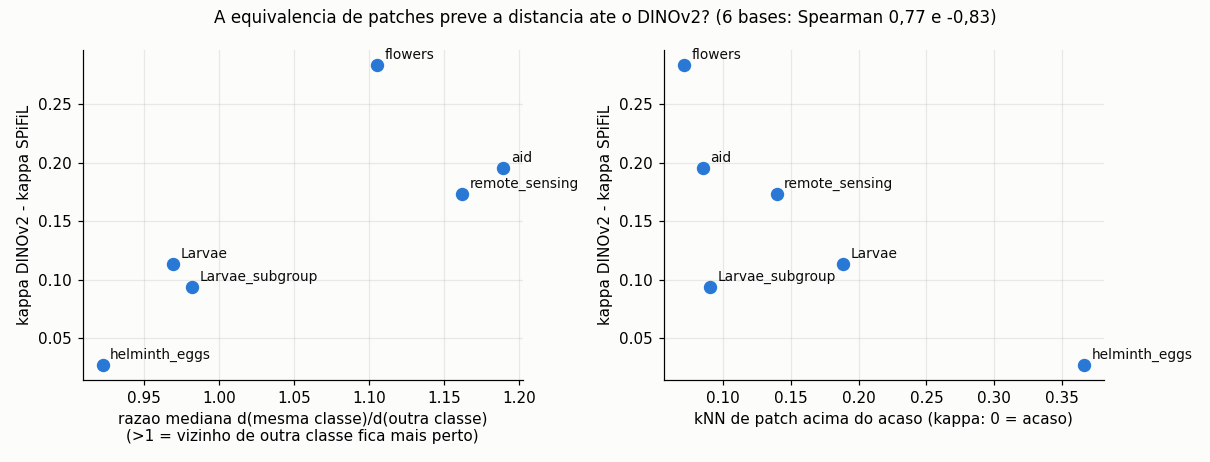 A equivalencia de patches preve a distancia ate o DINOv2? (6 bases: Spearman 0,77 e -0,83)
kappa DINOv2 - kappa SPiFiL
0.25
0.20
0.15
0.10
0.05
flowers
aid
remote_sensing
Larvae
Larvae_subgroup
helminth_eggs
0.95
1.00
1.05
1.10
1.15
1.20
razao mediana d(mesma classe)/d(outra classe)
(>1 = vizinho de outra classe fica mais perto)
kappa DINOv2 - kappa SPiFiL
0.25
0.20
0.15
0.10
0.05
flowers
aid
remote_sensing
Larvae
Larvae_subgroup
helminth_eggs
0.10
0.15
0.20
0.25
0.30
0.35
kNN de patch acima do acaso (kappa: 0 = acaso)